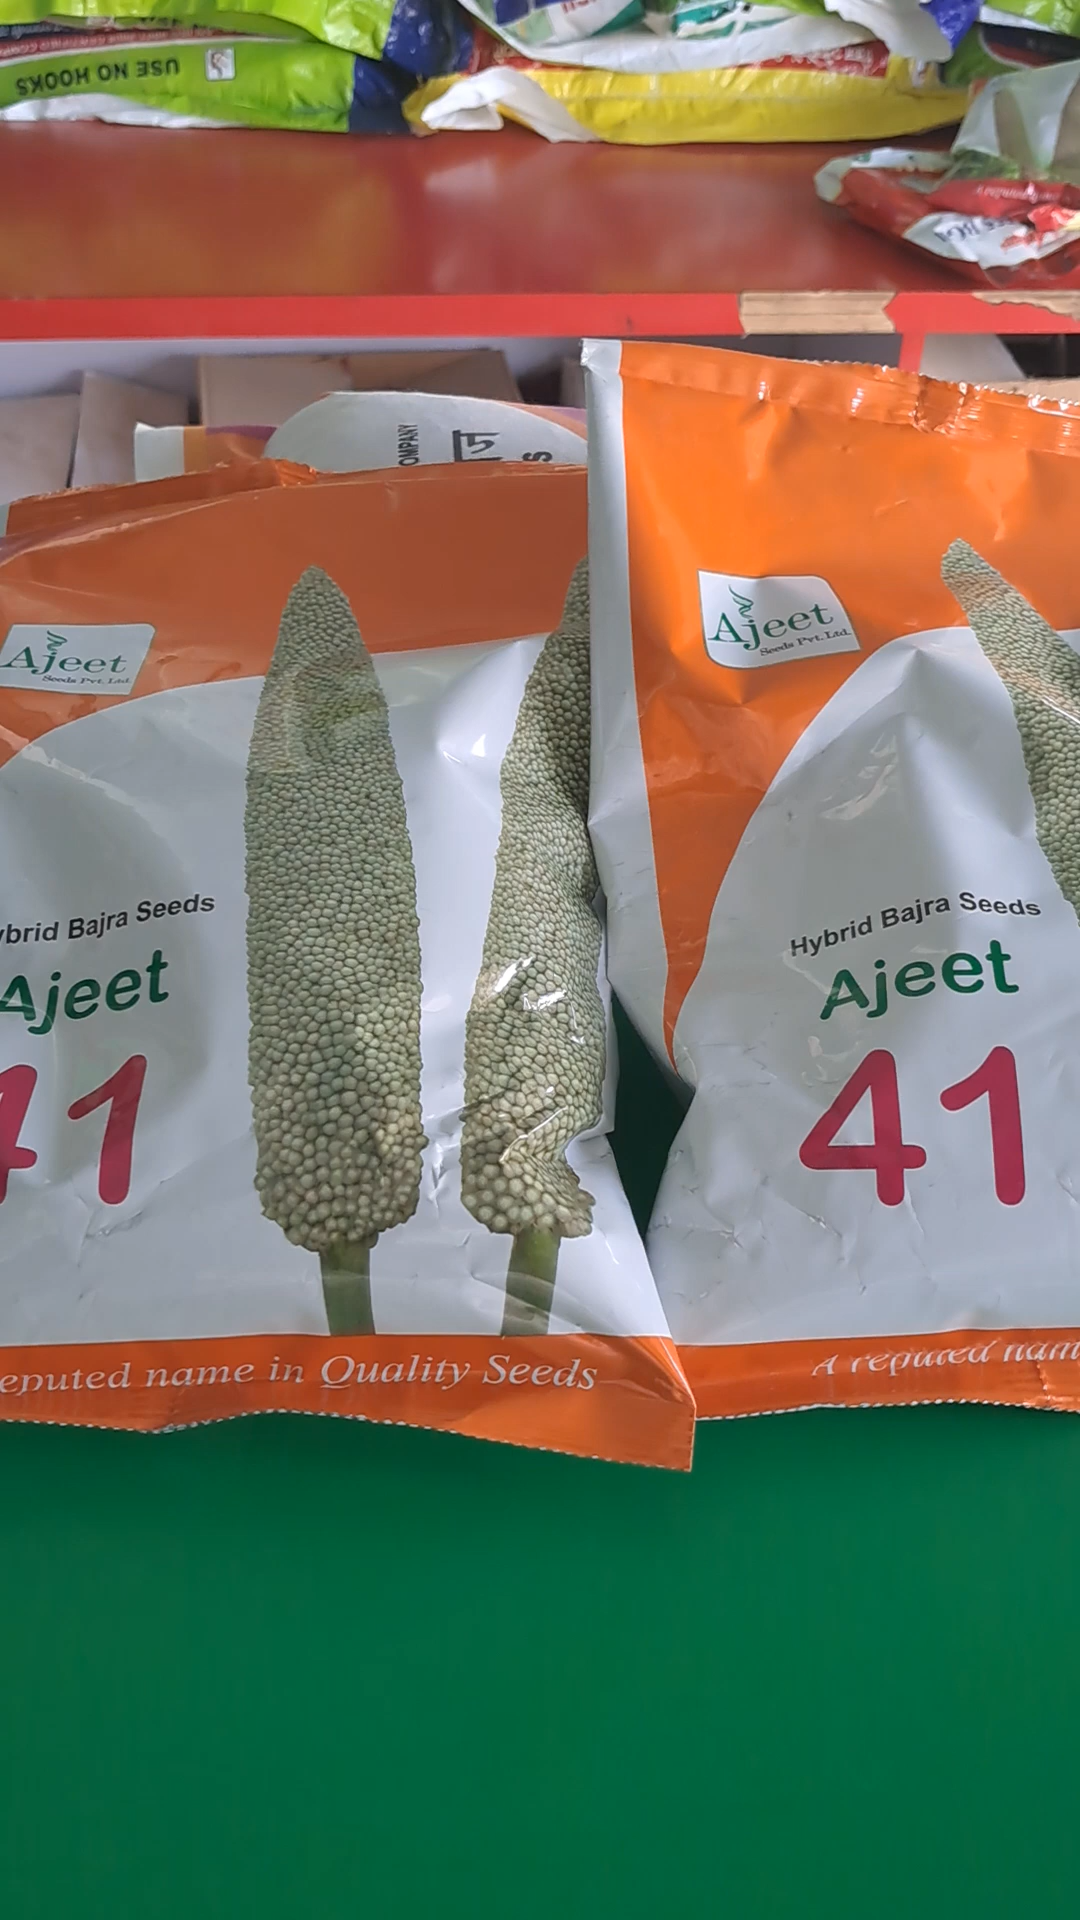 USE NO HOOKS
OMPANY
S
Ajeet
Seeds Pvt. Ltd.
ybrid Bajra Seeds
Ajeet
41
eputed name in Quality Seeds
Ajeet
Seeds Pvt. Ltd.
Hybrid Bajra Seeds
Ajeet
41
A reputed nam